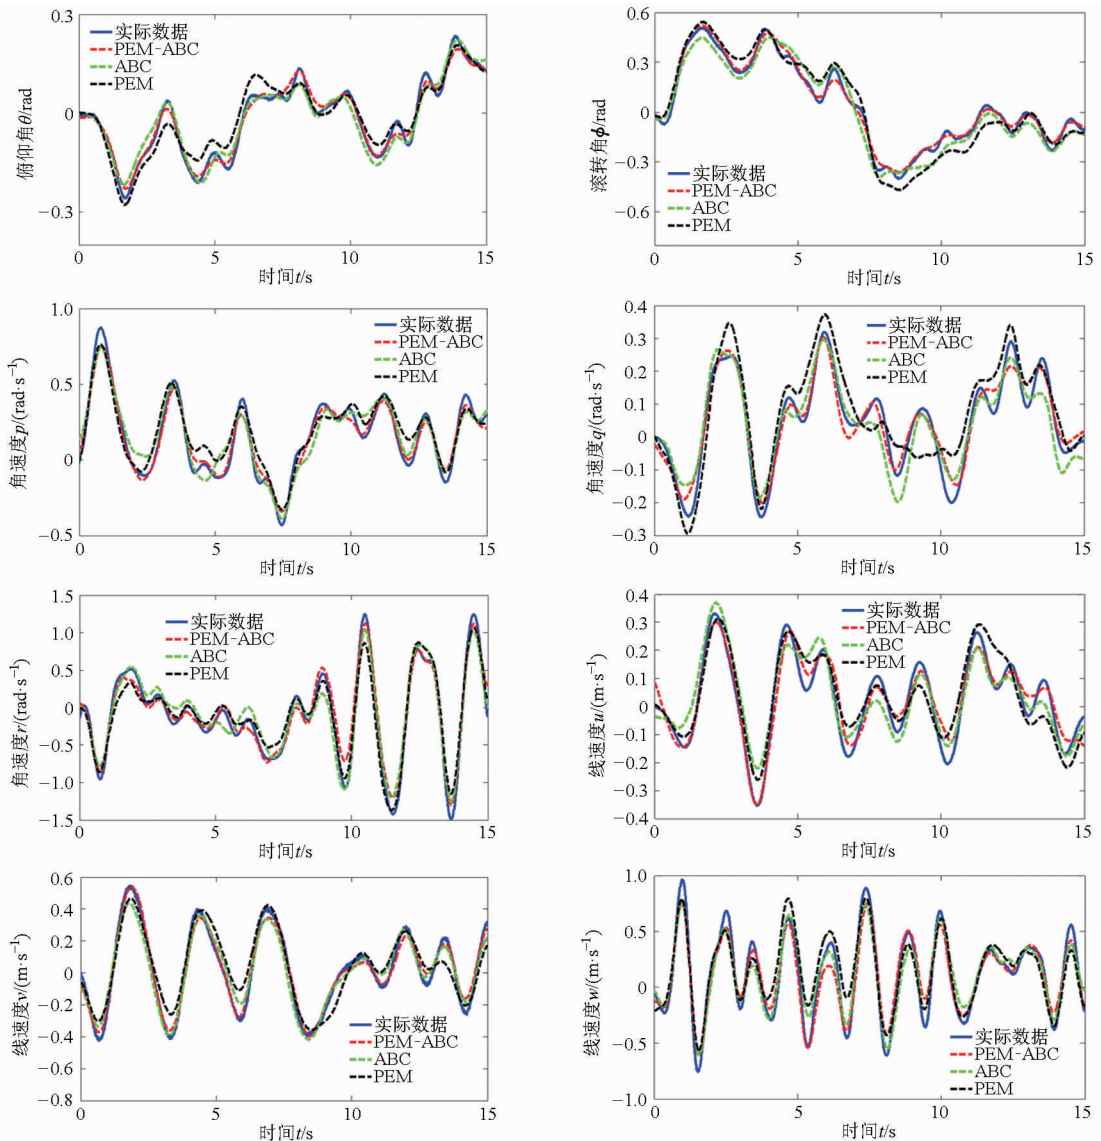 0.3
0
−0.3
俯仰角θ/rad
实际数据
PEM-ABC
ABC
PEM
0
5
10
15
时间t/s
0.6
0.3
0
−0.3
−0.6
滚转角ϕ/rad
实际数据
PEM-ABC
ABC
PEM
0
5
10
15
时间t/s
1.0
0.5
0
−0.5
角速度p/(rad·s⁻¹)
实际数据
PEM-ABC
ABC
PEM
0
5
10
15
时间t/s
0.4
0.3
0.2
0.1
0
−0.1
−0.2
−0.3
角速度q/(rad·s⁻¹)
实际数据
PEM-ABC
ABC
PEM
0
5
10
15
时间t/s
1.5
1.0
0.5
0
−0.5
−1.0
−1.5
角速度r/(rad·s⁻¹)
实际数据
PEM-ABC
ABC
PEM
0
5
10
15
时间t/s
0.4
0.3
0.2
0.1
0
−0.1
−0.2
−0.3
−0.4
线速度u/(m·s⁻¹)
实际数据
PEM-ABC
ABC
PEM
0
5
10
15
时间t/s
0.6
0.4
0.2
0
−0.2
−0.4
−0.6
−0.8
线速度v/(m·s⁻¹)
实际数据
PEM-ABC
ABC
PEM
0
5
10
15
时间t/s
1.0
0.5
0
−0.5
−1.0
线速度w/(m·s⁻¹)
实际数据
PEM-ABC
ABC
PEM
0
5
10
15
时间t/s